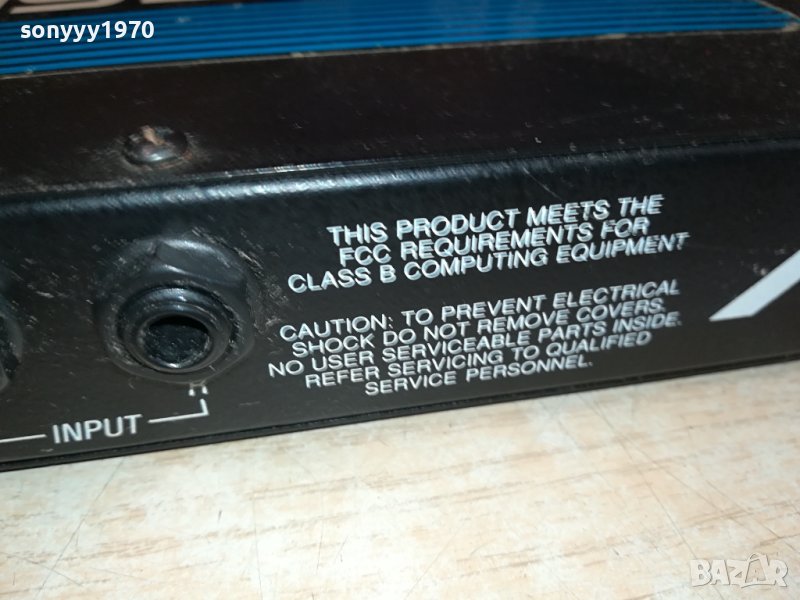 sonyyy1970
THIS PRODUCT MEETS THE
FCC REQUIREMENTS FOR
CLASS B COMPUTING EQUIPMENT
CAUTION: TO PREVENT ELECTRICAL
SHOCK DO NOT REMOVE COVERS.
NO USER SERVICEABLE PARTS INSIDE.
REFER SERVICING TO QUALIFIED
SERVICE PERSONNEL.
INPUT
BAZAR